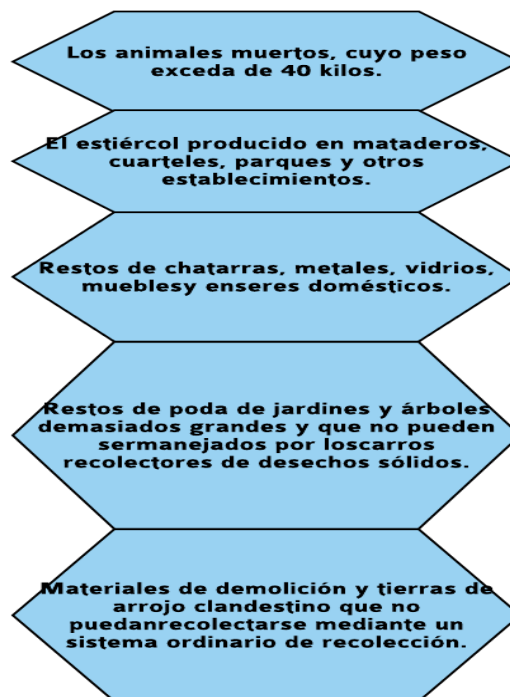 Los animales muertos, cuyo peso
exceda de 40 kilos.
El estiércol producido en mataderos,
cuarteles, parques y otros
establecimientos.
Restos de chatarras, metales, vidrios,
mueblesy enseres domésticos.
Restos de poda de jardines y árboles
demasiados grandes y que no pueden
sermanejados por loscarros
recolectores de desechos sólidos.
Materiales de demolición y tierras de
arrojo clandestino que no
puedanrecolectarse mediante un
sistema ordinario de recolección.